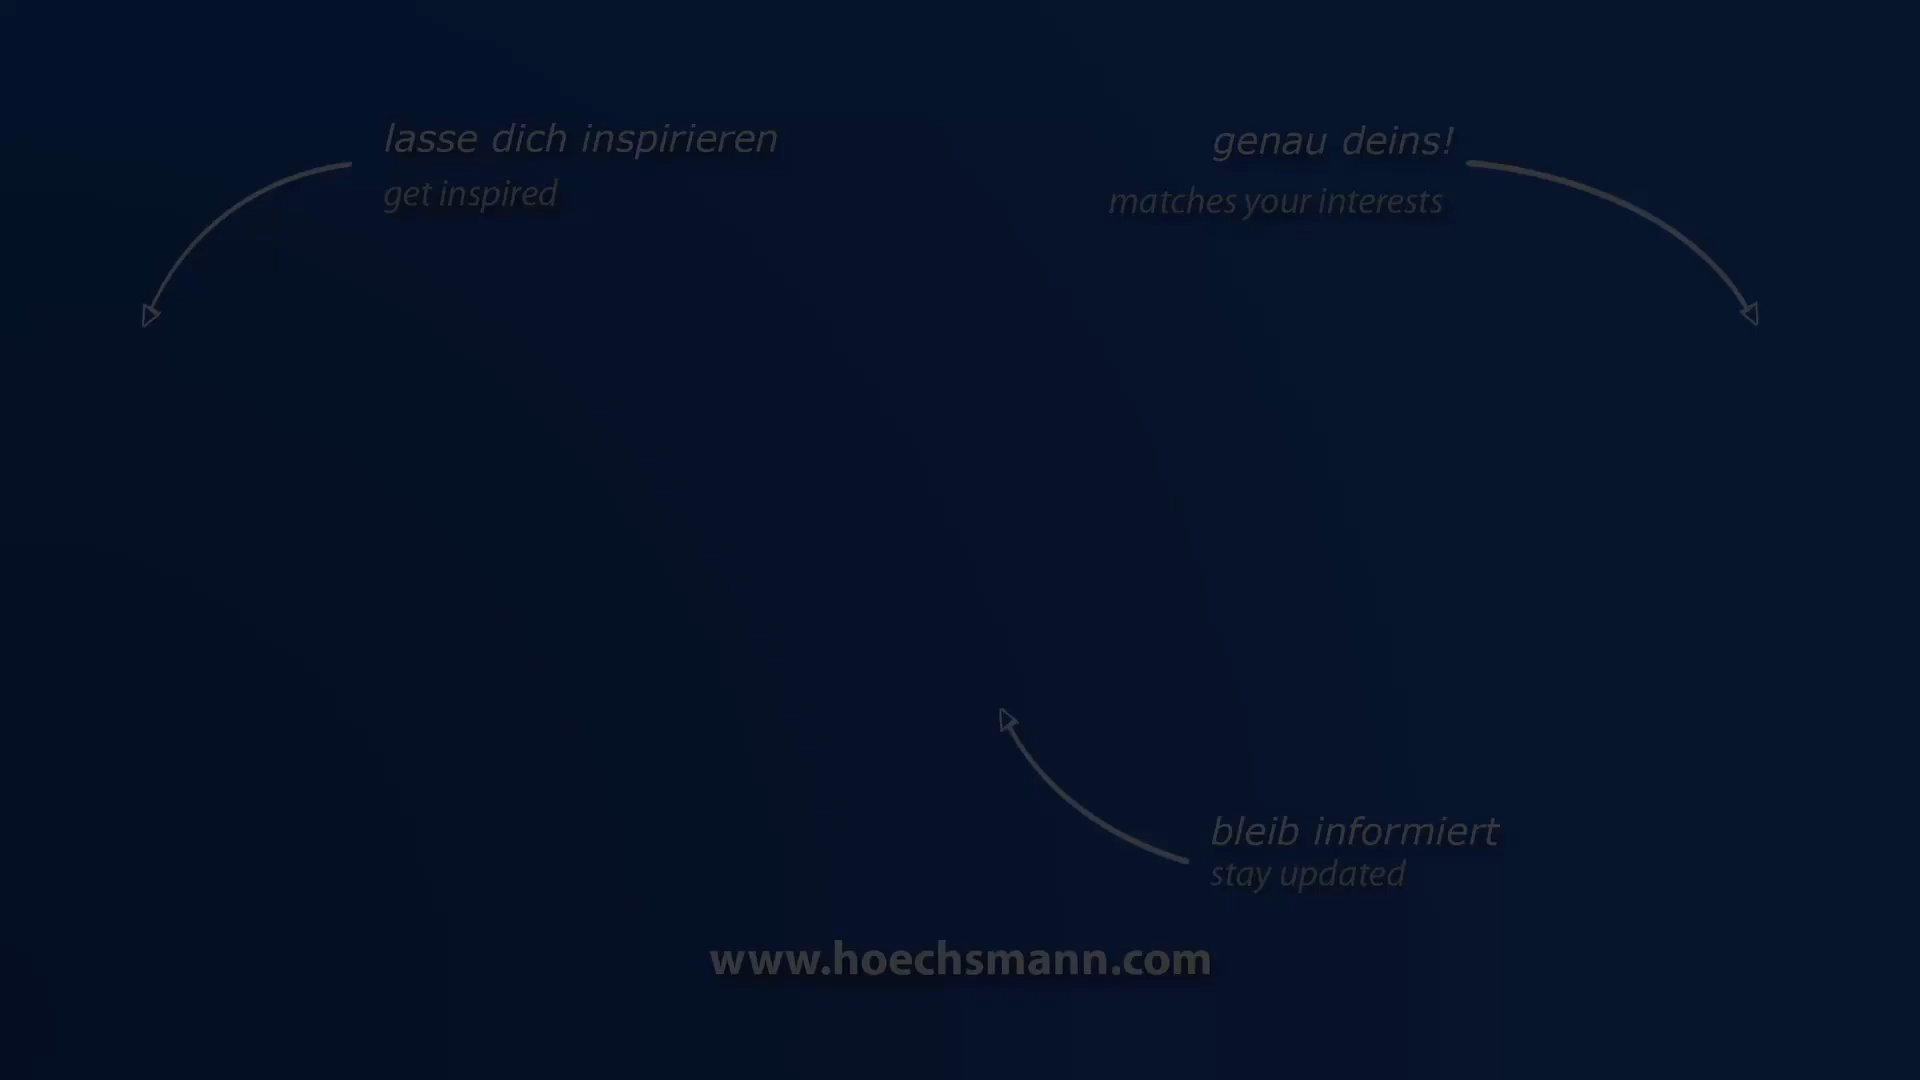 lasse dich inspirieren
get inspired
genau deins!
matches your interests
bleib informiert
stay updated
www.hoechsmann.com